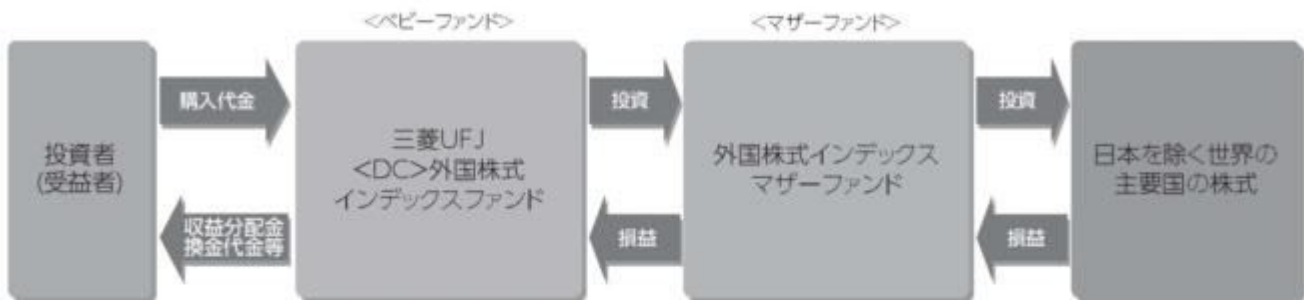 <ベビーファンド>
<マザーファンド>
投資者
(受益者)
購入代金
収益分配金
換金代金等
三菱UFJ
<DC>外国株式
インデックスファンド
投資
損益
外国株式インデックス
マザーファンド
投資
損益
日本を除く世界の
主要国の株式